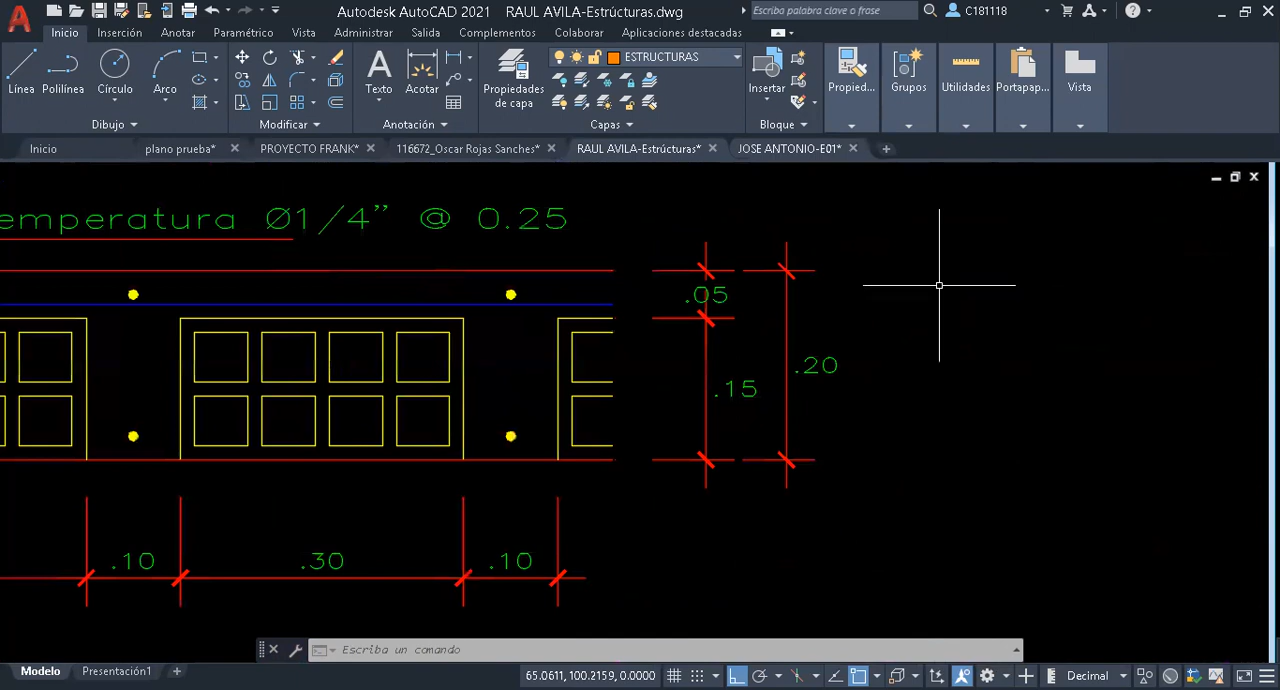 Autodesk AutoCAD 2021 RAUL AVILA-Estrúcturas.dwg
Escriba palabra clave o frase
C181118
Inicio Inserción Anotar Paramétrico Vista Administrar Salida Complementos Colaborar Aplicaciones destacadas
ESTRUCTURAS
Línea Polilínea Círculo Arco
Texto Acotar
Propiedades de capa
Insertar
Propied... Grupos Utilidades Portapap... Vista
Dibujo Modificar Anotación Capas Bloque
Inicio plano prueba* PROYECTO FRANK* 116672_Oscar Rojas Sanches* RAUL AVILA-Estrúcturas* JOSE ANTONIO-E01*
emperatura Ø1/4” @ 0.25
.05
.20
.15
.10 .30 .10
Escriba un comando
Modelo Presentación1 +
65.0611, 100.2159, 0.0000
Decimal